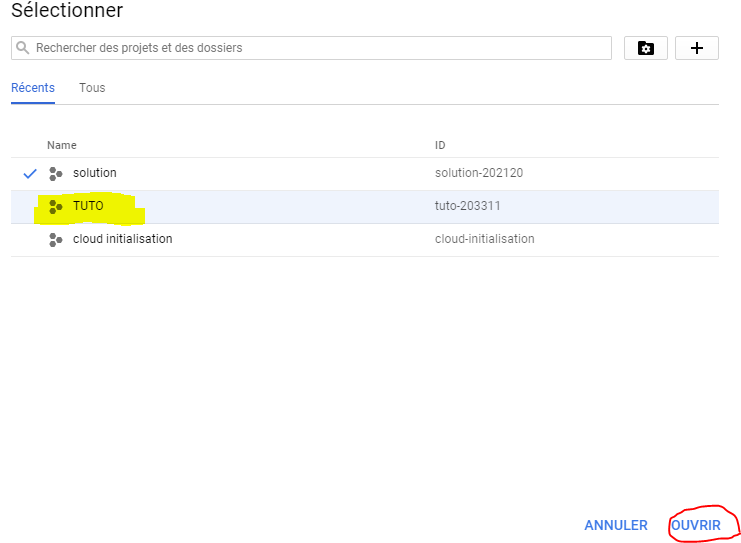 Sélectionner
Rechercher des projets et des dossiers
Récents Tous
Name ID
solution solution-202120
TUTO tuto-203311
cloud initialisation cloud-initialisation
ANNULER OUVRIR